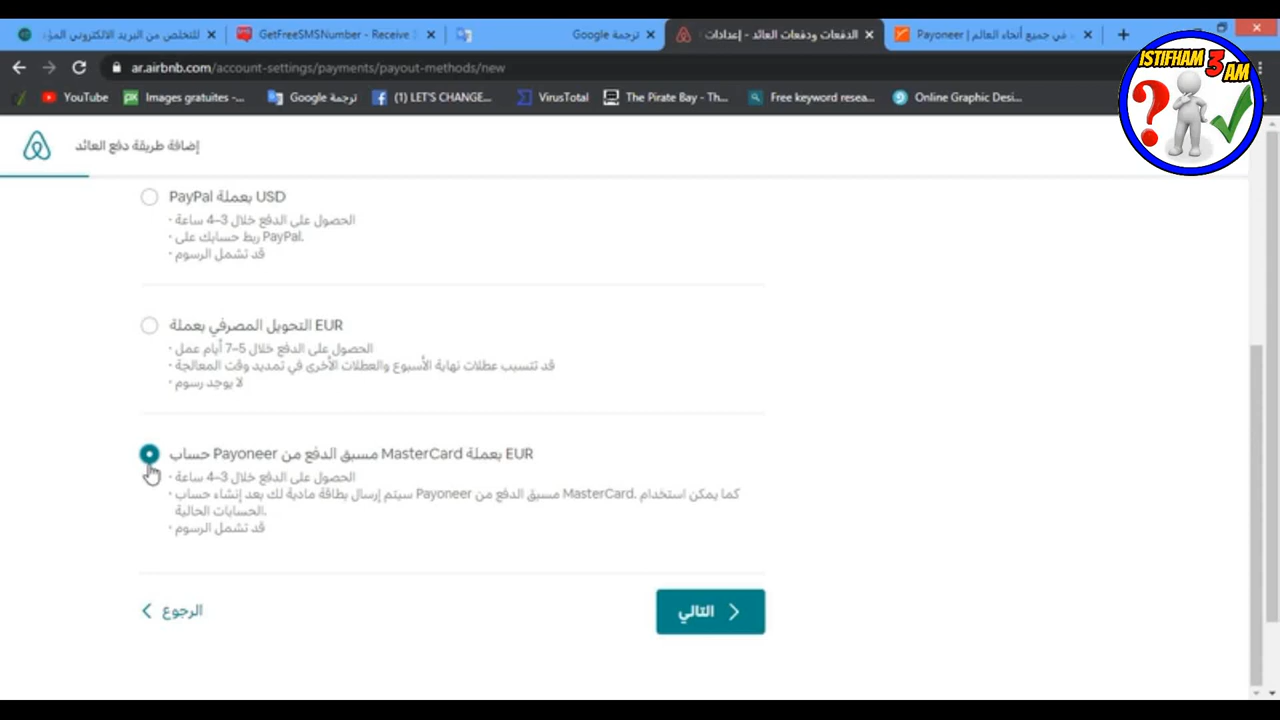 للتخلص من البريد الالكتروني المؤ
GetFreeSMSNumber - Receive
ترجمة Google
الدفعات ودفعات العائد - إعدادات
Payoneer | في جميع أنحاء العالم
ar.airbnb.com/account-settings/payments/payout-methods/new
YouTube
Images gratuites -...
ترجمة Google
(1) LET'S CHANGE...
VirusTotal
The Pirate Bay - Th...
Free keyword resea...
Online Graphic Desi...
ISTIFHAM 3 AM
إضافة طريقة دفع العائد
PayPal بعملة USD
· الحصول على الدفع خلال 3–4 ساعة
· ربط حسابك على PayPal.
· قد تشمل الرسوم
التحويل المصرفي بعملة EUR
· الحصول على الدفع خلال 5–7 أيام عمل
· قد تتسبب عطلات نهاية الأسبوع والعطلات الأخرى في تمديد وقت المعالجة
· لا يوجد رسوم
حساب Payoneer مسبق الدفع من MasterCard بعملة EUR
· الحصول على الدفع خلال 3–4 ساعة
· سيتم إرسال بطاقة مادية لك بعد إنشاء حساب Payoneer مسبق الدفع من MasterCard. كما يمكن استخدام
الحسابات الحالية.
· قد تشمل الرسوم
الرجوع
التالي